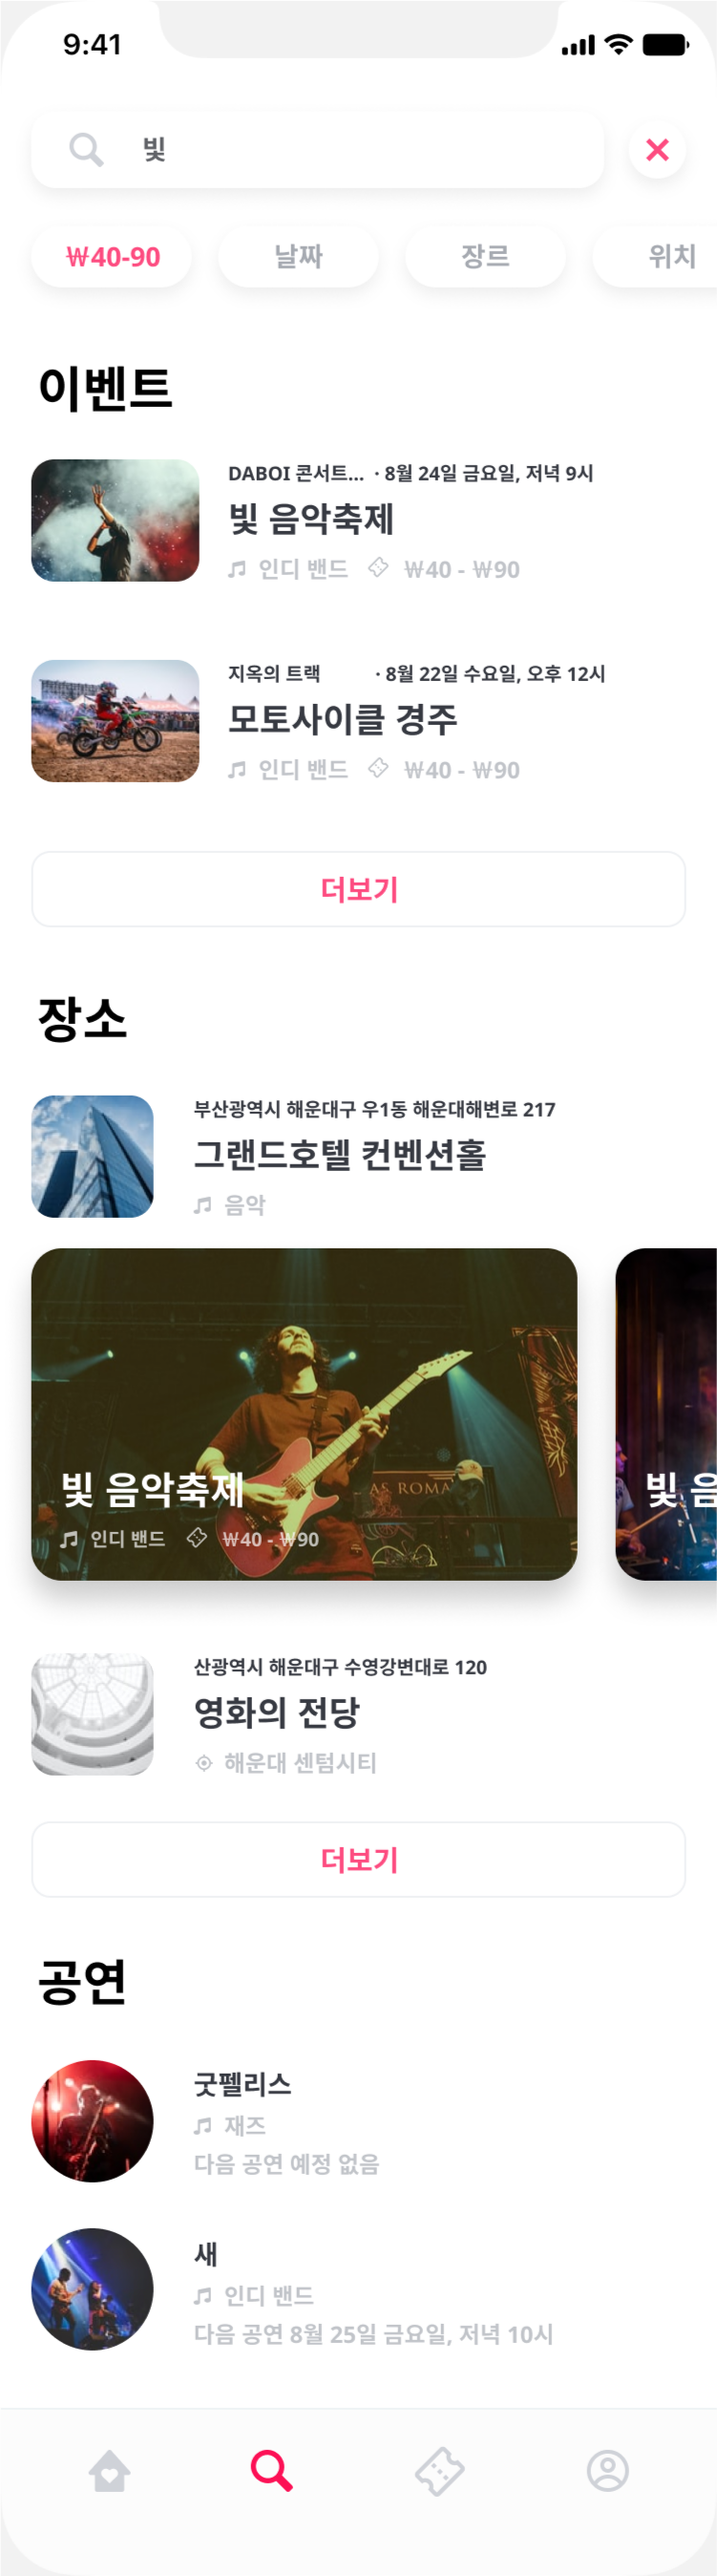 9:41
빛
₩40-90
날짜
장르
위치
이벤트
DABOI 콘서트... · 8월 24일 금요일, 저녁 9시
빛 음악축제
인디 밴드 ₩40 - ₩90
지옥의 트랙 · 8월 22일 수요일, 오후 12시
모토사이클 경주
인디 밴드 ₩40 - ₩90
더보기
장소
부산광역시 해운대구 우1동 해운대해변로 217
그랜드호텔 컨벤션홀
음악
AS ROMA
빛 음악축제
인디 밴드 ₩40 - ₩90
빛 음
산광역시 해운대구 수영강변대로 120
영화의 전당
해운대 센텀시티
더보기
공연
굿펠리스
재즈
다음 공연 예정 없음
새
인디 밴드
다음 공연 8월 25일 금요일, 저녁 10시